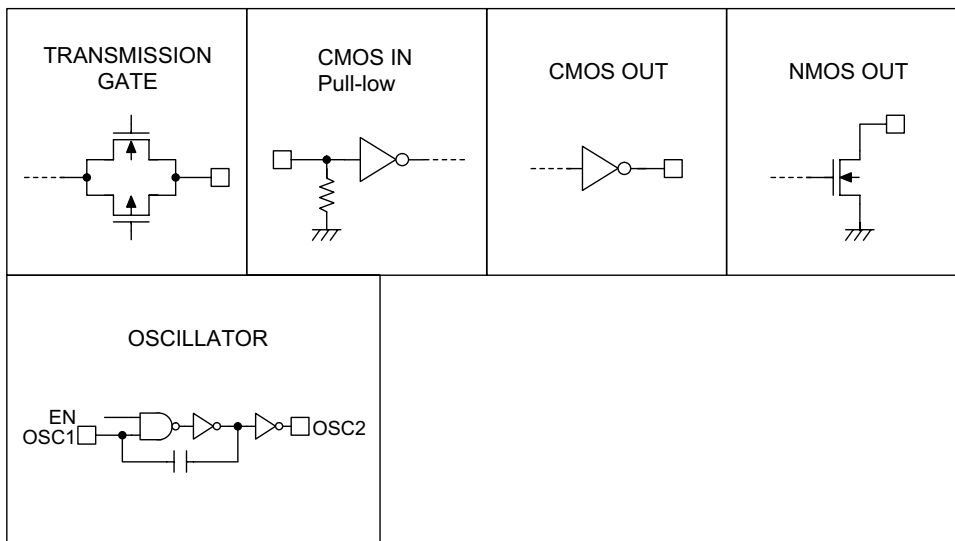 TRANSMISSION
GATE
CMOS IN
Pull-low
CMOS OUT
NMOS OUT
OSCILLATOR
EN
OSC1
OSC2